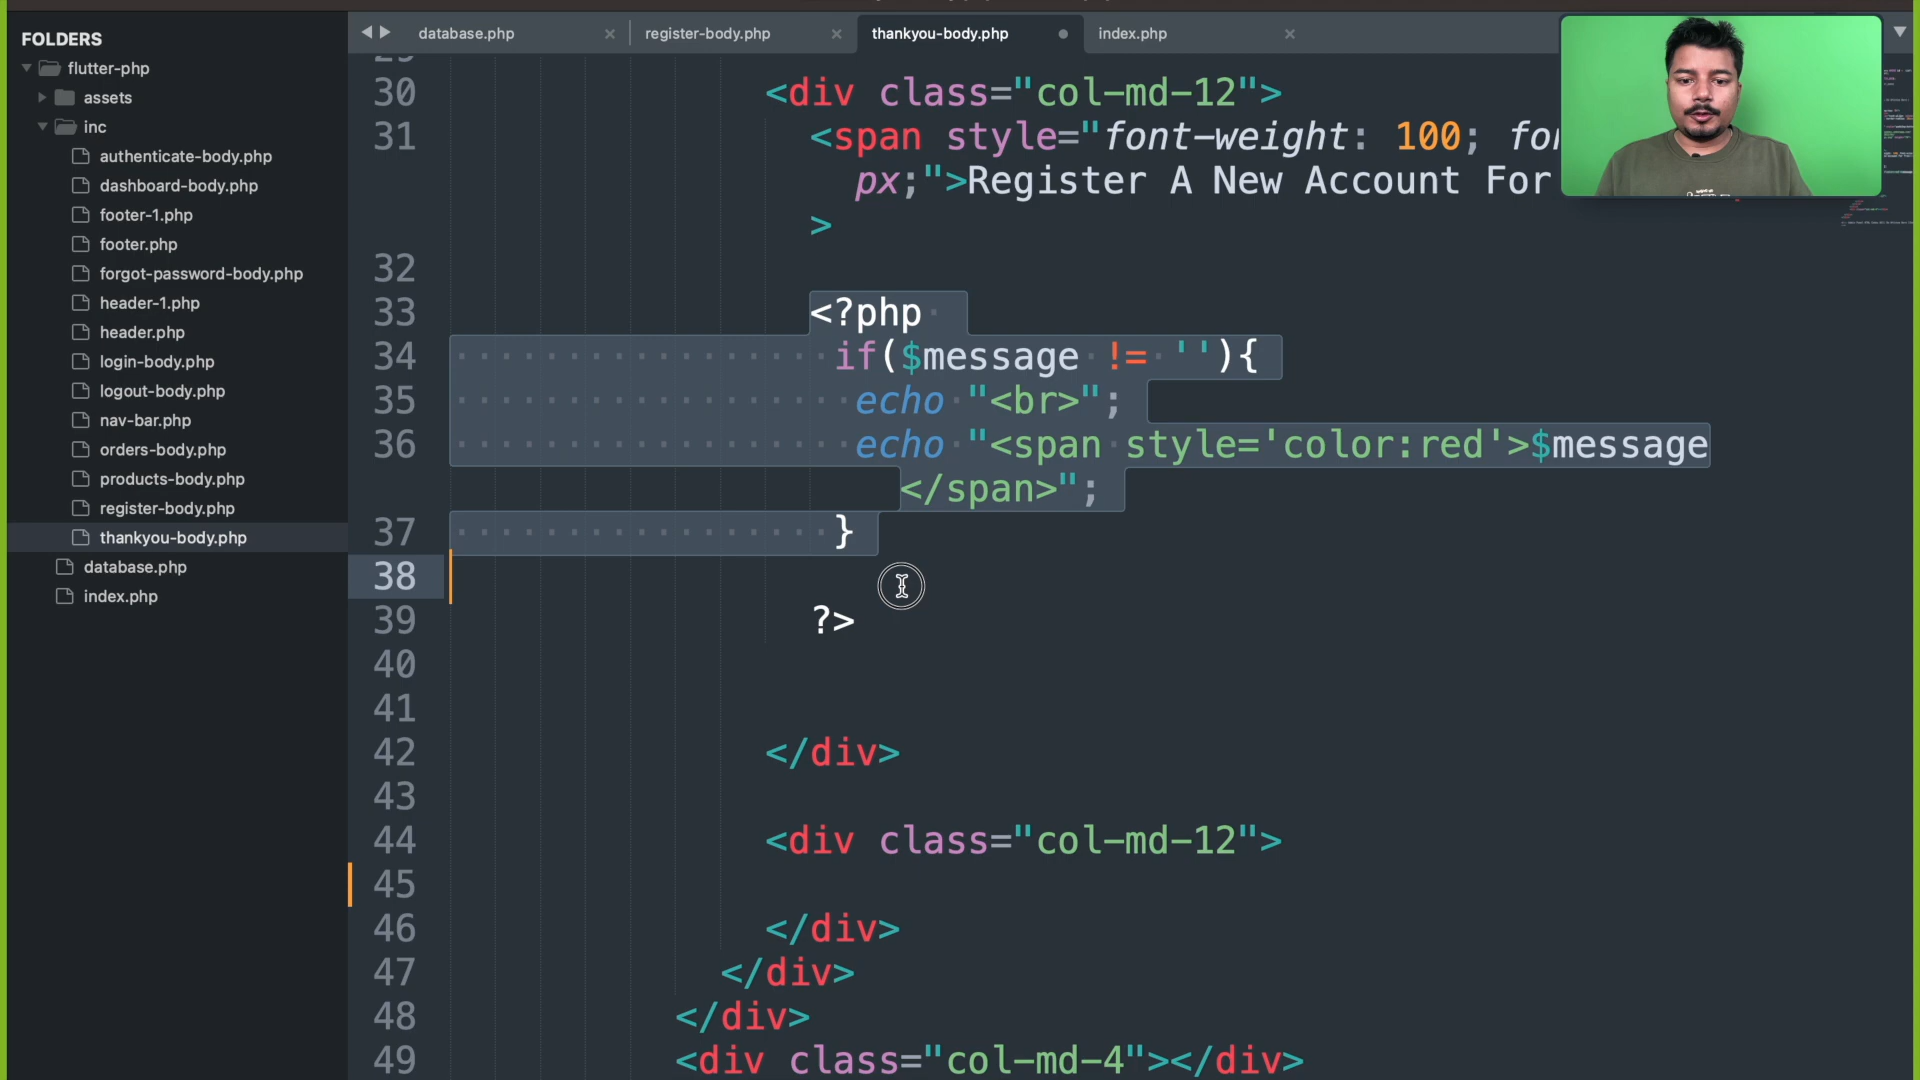 FOLDERS
flutter-php
assets
inc
authenticate-body.php
dashboard-body.php
footer-1.php
footer.php
forgot-password-body.php
header-1.php
header.php
login-body.php
logout-body.php
nav-bar.php
orders-body.php
products-body.php
register-body.php
thankyou-body.php
database.php
index.php
database.php
register-body.php
thankyou-body.php
index.php
30 <div class="col-md-12">
31 <span style="font-weight: 100;
px;">Register A New Account For
>
32
33 <?php
34 if($message != ''){
35 echo "<br>";
36 echo "<span style='color:red'>$message
</span>";
37 }
38
39 ?>
40
41
42 </div>
43
44 <div class="col-md-12">
45
46 </div>
47 </div>
48 </div>
49 <div class="col-md-4"></div>